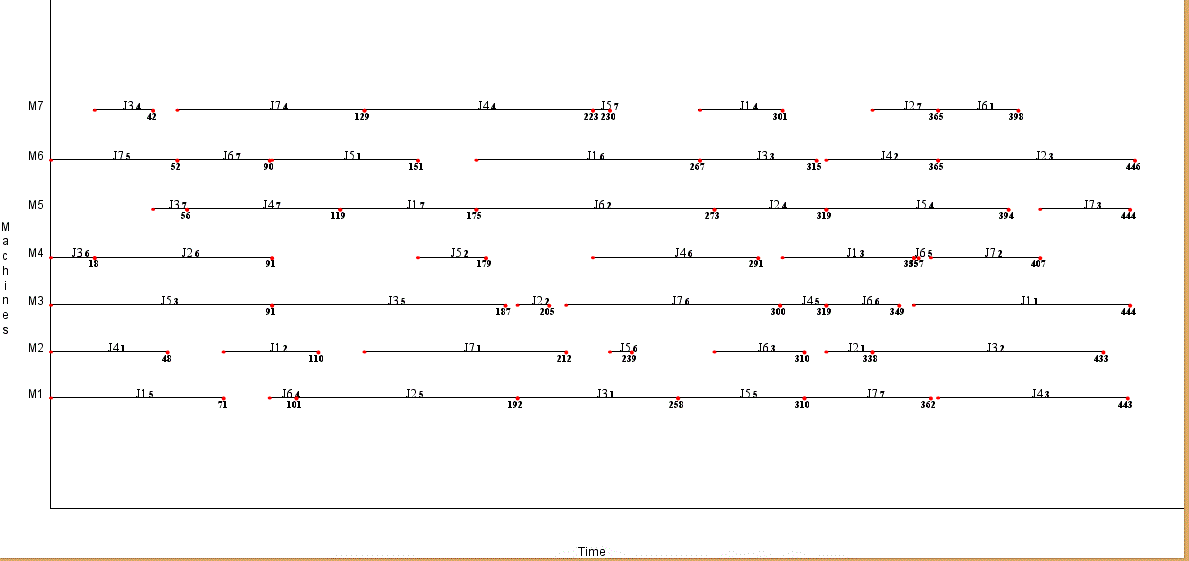 M7 J3 4 J7 4 J4 4 J5 7 J1 4 J2 7 J6 1
42 129 223 230 301 365 398
M6 J7 5 J6 7 J5 1 J1 6 J3 3 J4 2 J2 3
52 90 151 267 315 365 446
M5 J3 7 J4 7 J1 7 J6 2 J2 4 J5 4 J7 3
56 119 175 273 319 394 444
M4 J3 6 J2 6 J5 2 J4 6 J1 3 J6 5 J7 2
18 91 179 291 357 407
M3 J5 3 J3 5 J2 2 J7 6 J4 5 J6 6 J1 1
91 187 205 300 319 349 444
M2 J4 1 J1 2 J7 1 J5 6 J6 3 J2 1 J3 2
48 110 212 239 310 338 433
M1 J1 5 J6 4 J2 5 J3 1 J5 5 J7 7 J4 3
71 101 192 258 310 362 443
Machines
Time